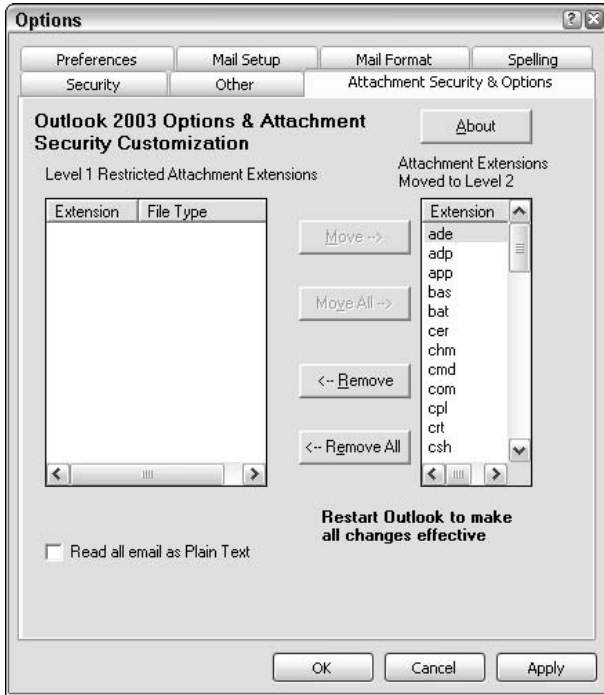 Options
Preferences Mail Setup Mail Format Spelling
Security Other Attachment Security & Options
Outlook 2003 Options & Attachment
Security Customization
About
Level 1 Restricted Attachment Extensions
Attachment Extensions
Moved to Level 2
Extension File Type
Extension
Move -->
Move All -->
<-- Remove
<-- Remove All
ade
adp
app
bas
bat
cer
chm
cmd
com
cpl
crt
csh
Restart Outlook to make
all changes effective
Read all email as Plain Text
OK Cancel Apply